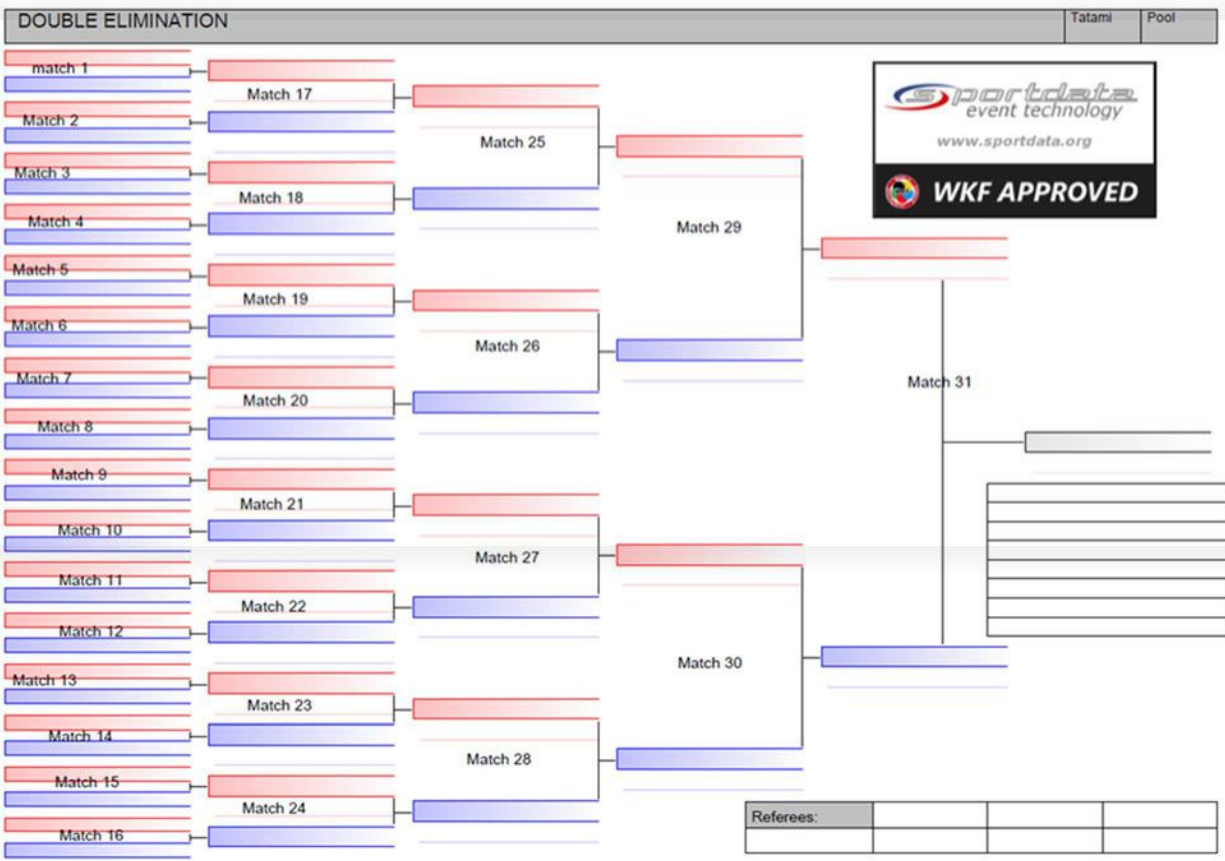 DOUBLE ELIMINATION
Tatami
Pool
match 1
Match 2
Match 3
Match 4
Match 5
Match 6
Match 7
Match 8
Match 9
Match 10
Match 11
Match 12
Match 13
Match 14
Match 15
Match 16
Match 17
Match 18
Match 19
Match 20
Match 21
Match 22
Match 23
Match 24
Match 25
Match 26
Match 27
Match 28
Match 29
Match 30
Match 31
sportdata
event technology
www.sportdata.org
WKF APPROVED
Referees: